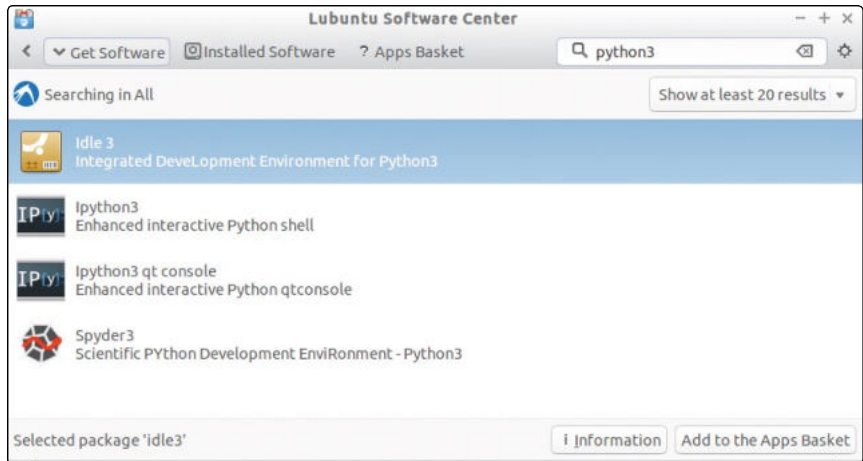 Lubuntu Software Center
Get Software Installed Software ? Apps Basket python3
Searching in All Show at least 20 results
Idle 3
Integrated DeveLopment Environment for Python3
IP[y]: Ipython3
Enhanced interactive Python shell
IP[y]: Ipython3 qt console
Enhanced interactive Python qtconsole
Spyder3
Scientific PYthon Development EnviRonment - Python3
Selected package 'idle3' i Information Add to the Apps Basket